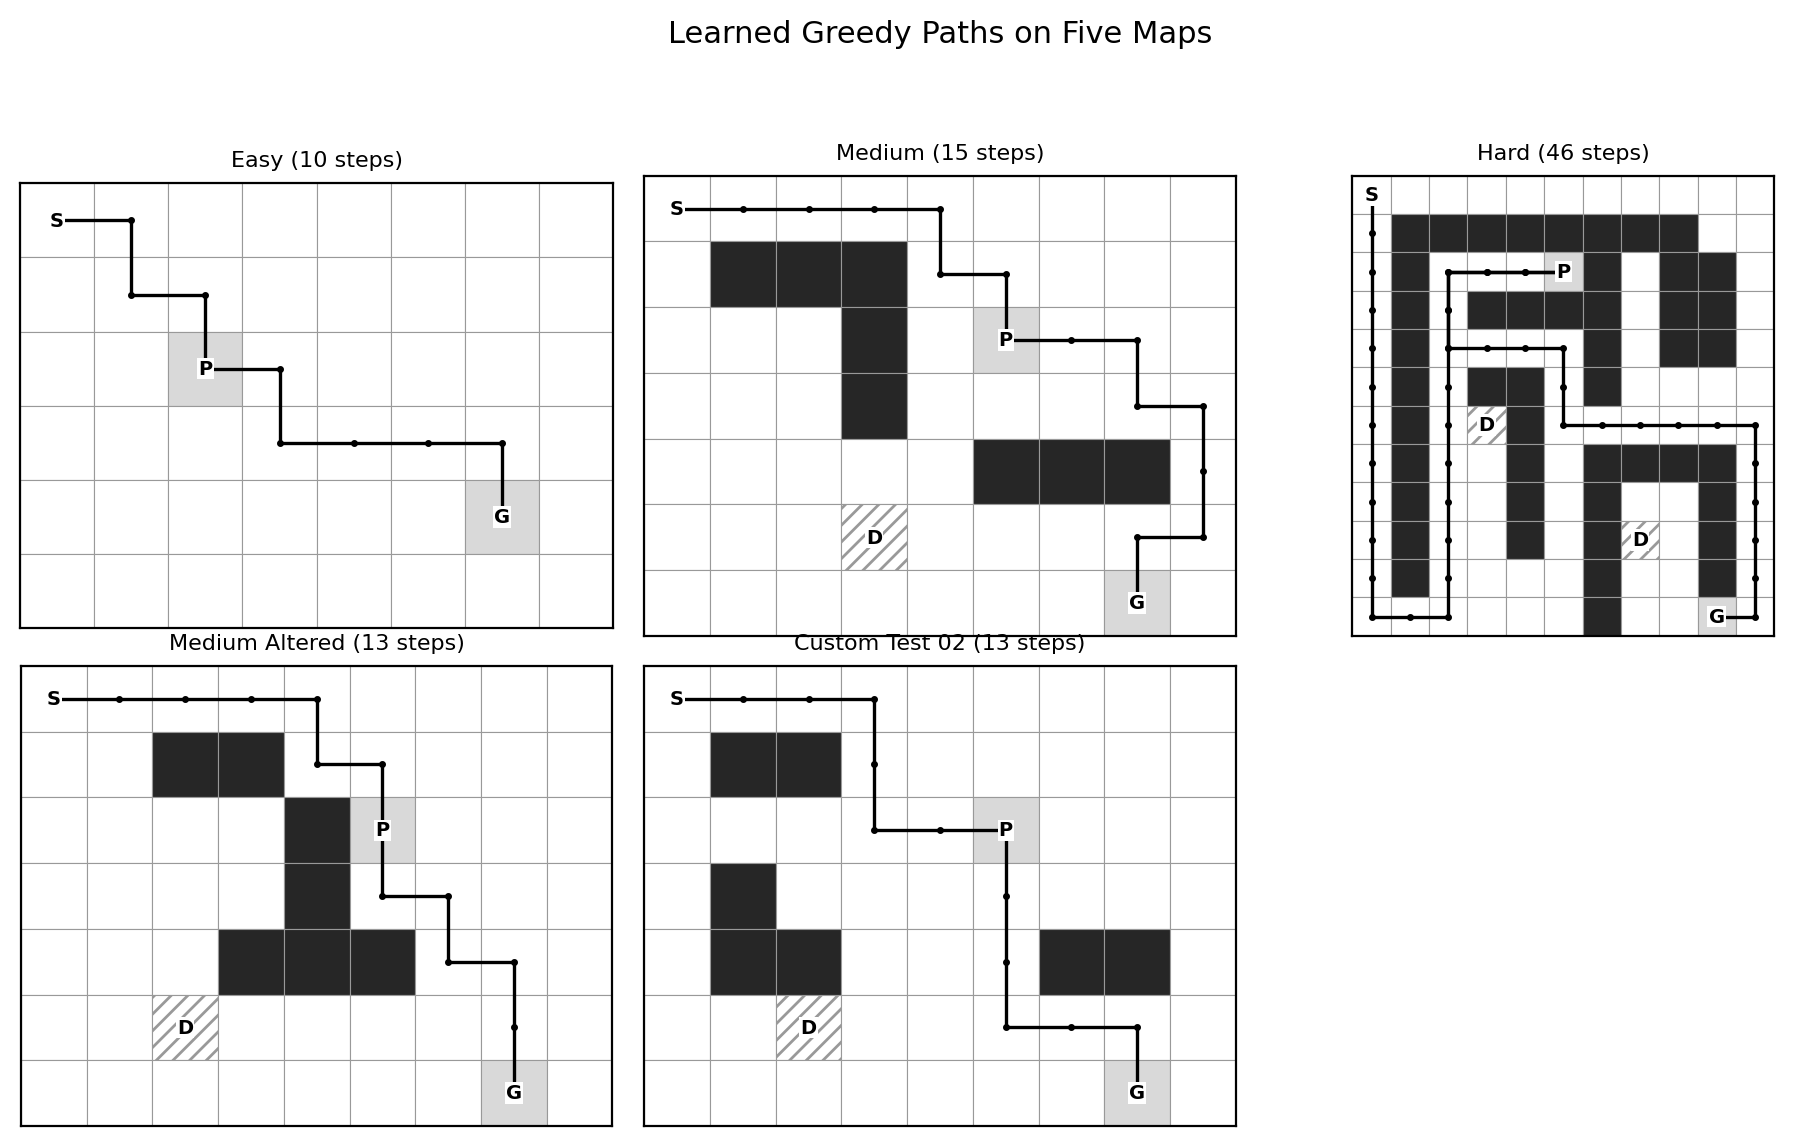 Learned Greedy Paths on Five Maps
Easy (10 steps)
S
P
G
Medium (15 steps)
S
P
D
G
Hard (46 steps)
S
P
D
D
G
Medium Altered (13 steps)
S
P
D
G
Custom Test 02 (13 steps)
S
P
D
G